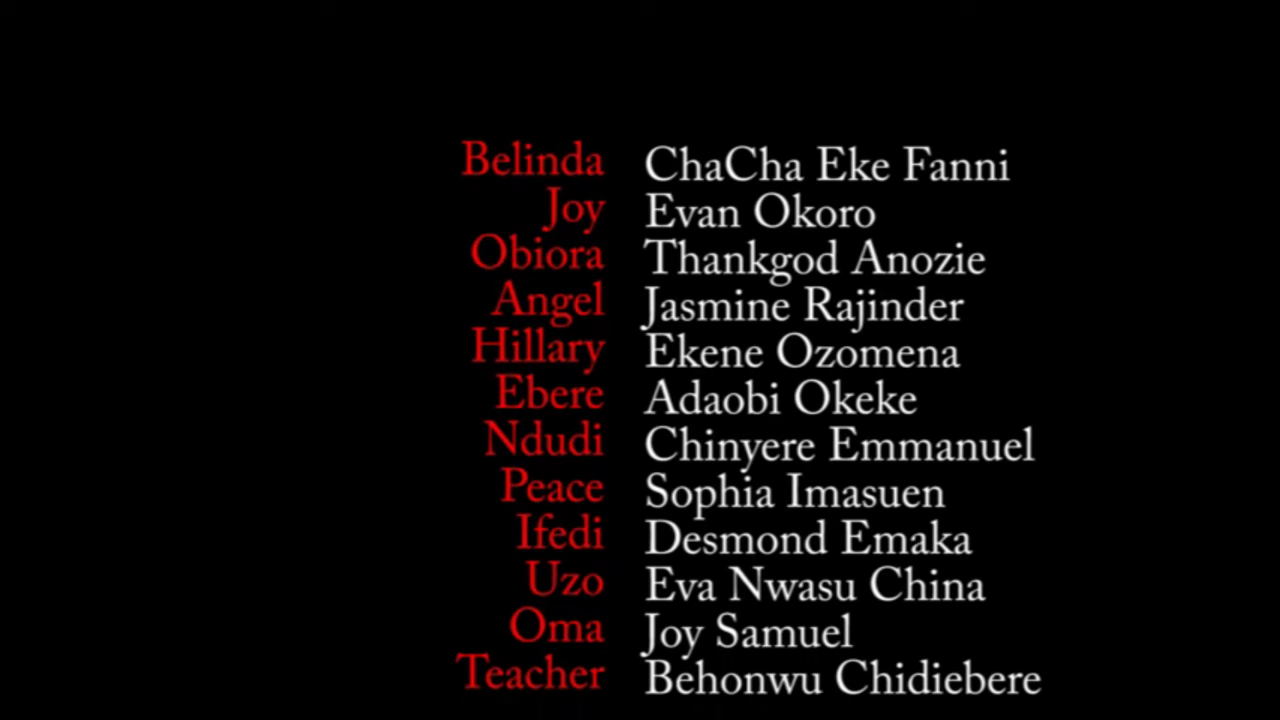 Belinda ChaCha Eke Fanni
Joy Evan Okoro
Obiora Thankgod Anozie
Angel Jasmine Rajinder
Hillary Ekene Ozomena
Ebere Adaobi Okeke
Ndudi Chinyere Emmanuel
Peace Sophia Imasuen
Ifedi Desmond Emaka
Uzo Eva Nwasu China
Oma Joy Samuel
Teacher Behonwu Chidiebere